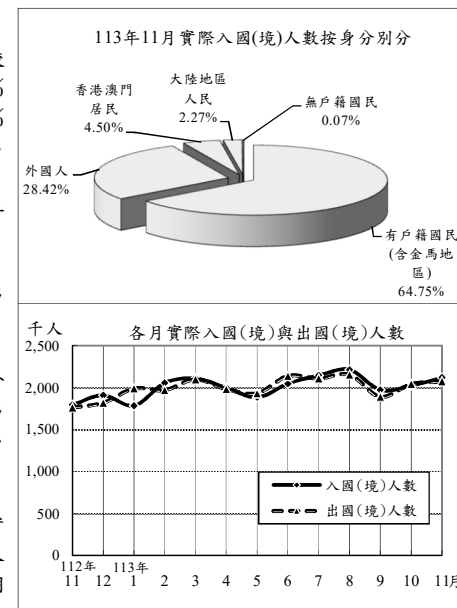 113年11月實際入國(境)人數按身分別分
大陸地區
人民
2.27%
香港澳門
居民
4.50%
無戶籍國民
0.07%
外國人
28.42%
有戶籍國民
(含金馬地
區)
64.75%
千人
各月實際入國(境)與出國(境)人數
2,500
2,000
1,500
1,000
500
0
入國(境)人數
出國(境)人數
112年 113年
11 12 1 2 3 4 5 6 7 8 9 10 11月